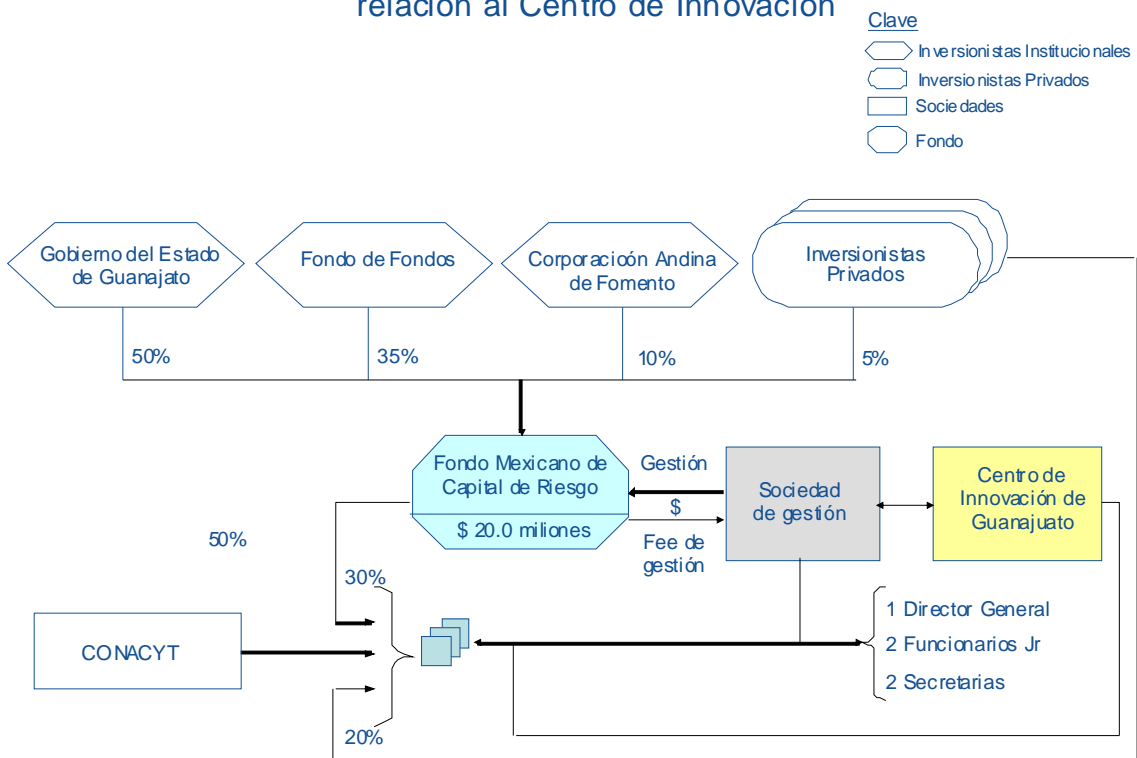 relación al Centro de Innovación
Clave
Inversionistas Institucionales
Inversionistas Privados
Sociedades
Fondo
Gobierno del Estado
de Guanajato
Fondo de Fondos
Corporacioón Andina
de Fomento
Inversionistas
Privados
50%
35%
10%
5%
Fondo Mexicano de
Capital de Riesgo
$ 20.0 miliones
Gestión
$
Fee de
gestión
Sociedad
de gestión
Centro de
Innovación de
Guanajuato
50%
30%
CONACYT
20%
1 Director General
2 Funcionarios Jr
2 Secretarias